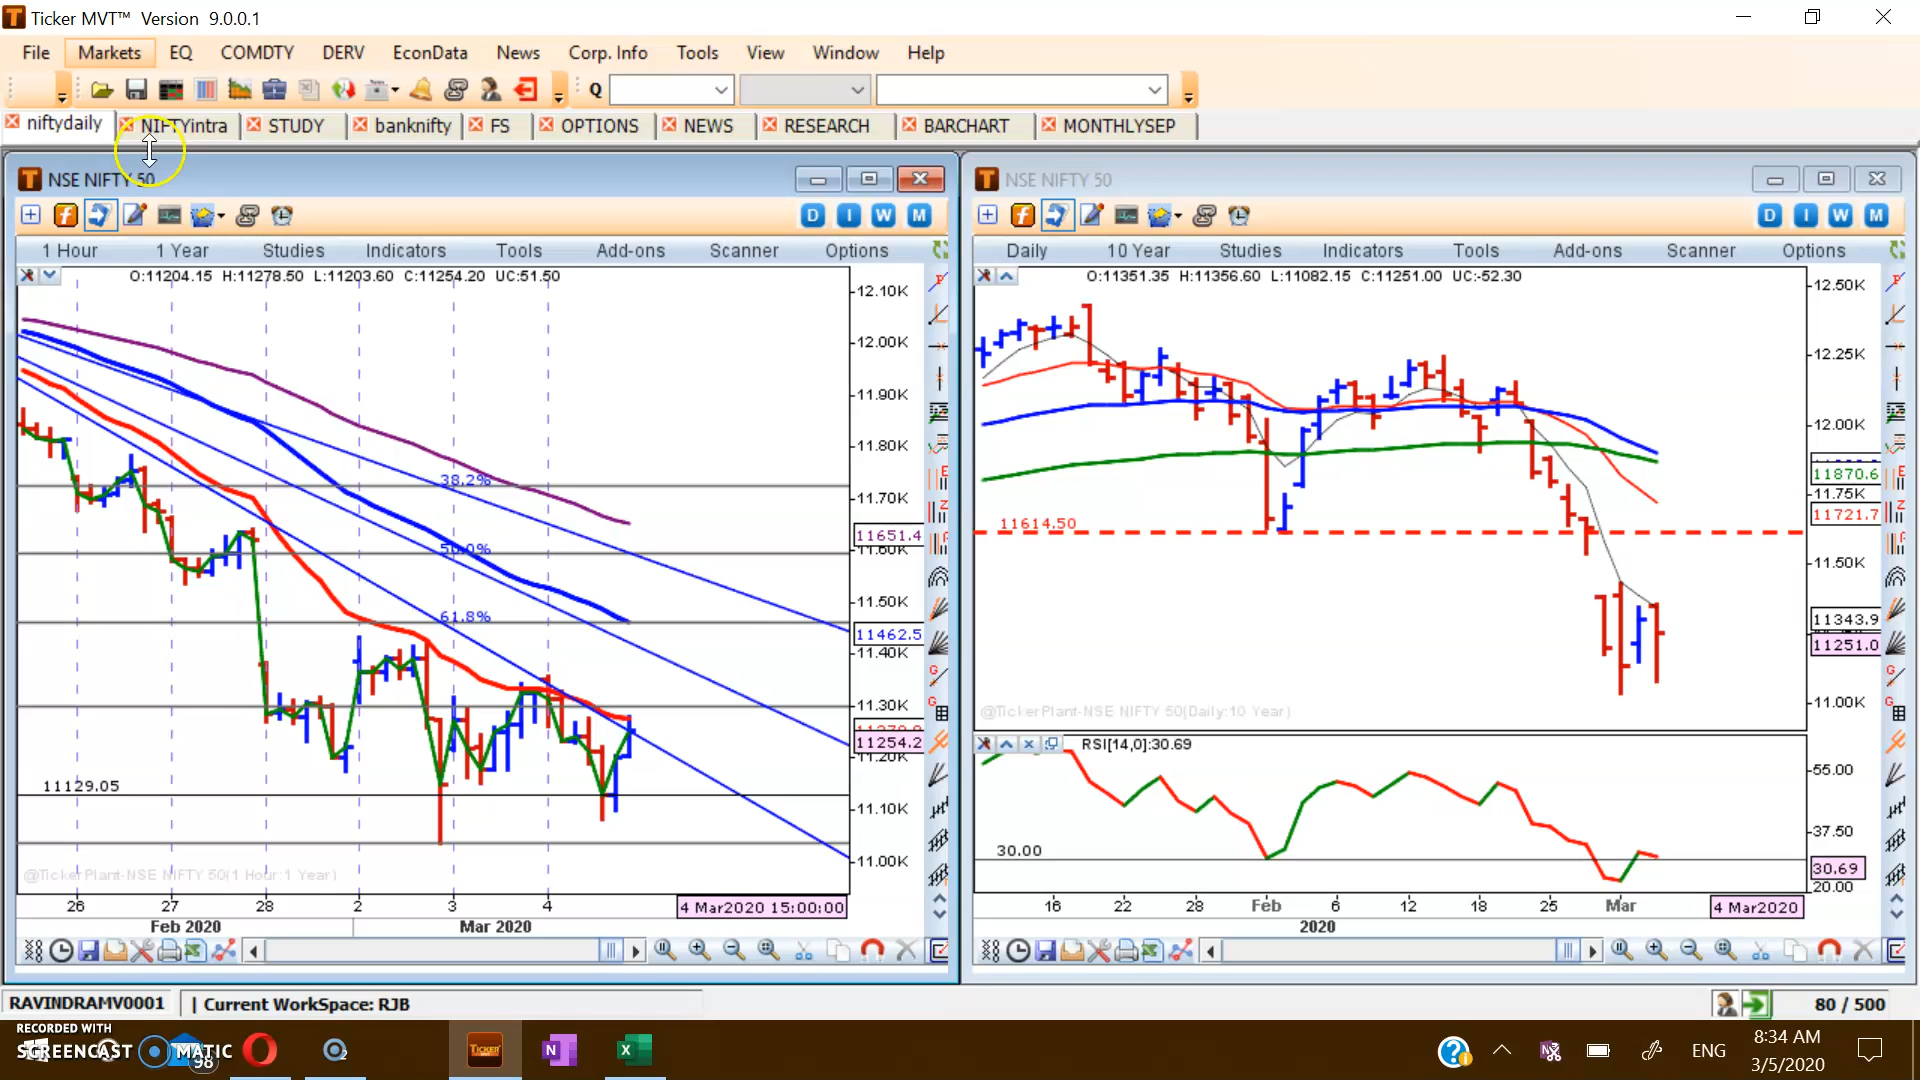 Ticker MVT™ Version 9.0.0.1
File Markets EQ COMDTY DERV EconData News Corp. Info Tools View Window Help
Q
niftydaily NIFTYintra STUDY banknifty FS OPTIONS NEWS RESEARCH BARCHART MONTHLYSEP
NSE NIFTY 50
D I W M
1 Hour 1 Year Studies Indicators Tools Add-ons Scanner Options
O:11204.15 H:11278.50 L:11203.60 C:11254.20 UC:51.50
12.10K
12.00K
11.90K
11.80K
11.70K
11651.4
11.60K
11.50K
11462.5
11.40K
11.30K
11254.2
11.20K
11.10K
11.00K
38.2%
50.0%
61.8%
11129.05
@TickerPlant-NSE NIFTY 50(1 Hour:1 Year)
26 27 28 2 3 4
4 Mar2020 15:00:00
Feb 2020 Mar 2020
NSE NIFTY 50
D I W M
Daily 10 Year Studies Indicators Tools Add-ons Scanner Options
O:11351.35 H:11356.60 L:11082.15 C:11251.00 UC:-52.30
12.50K
12.25K
12.00K
11870.6
11.75K
11721.7
11.50K
11343.9
11251.0
11.00K
11614.50
@TickerPlant-NSE NIFTY 50(Daily:10 Year)
RSI[14,0]:30.69
55.00
37.50
30.69
20.00
30.00
16 22 28 Feb 6 12 18 25 Mar
4 Mar2020
2020
RAVINDRAMV0001 | Current WorkSpace: RJB
80 / 500
RECORDED WITH
SCREENCAST MATIC
98
TICKER
ENG
8:34 AM
3/5/2020